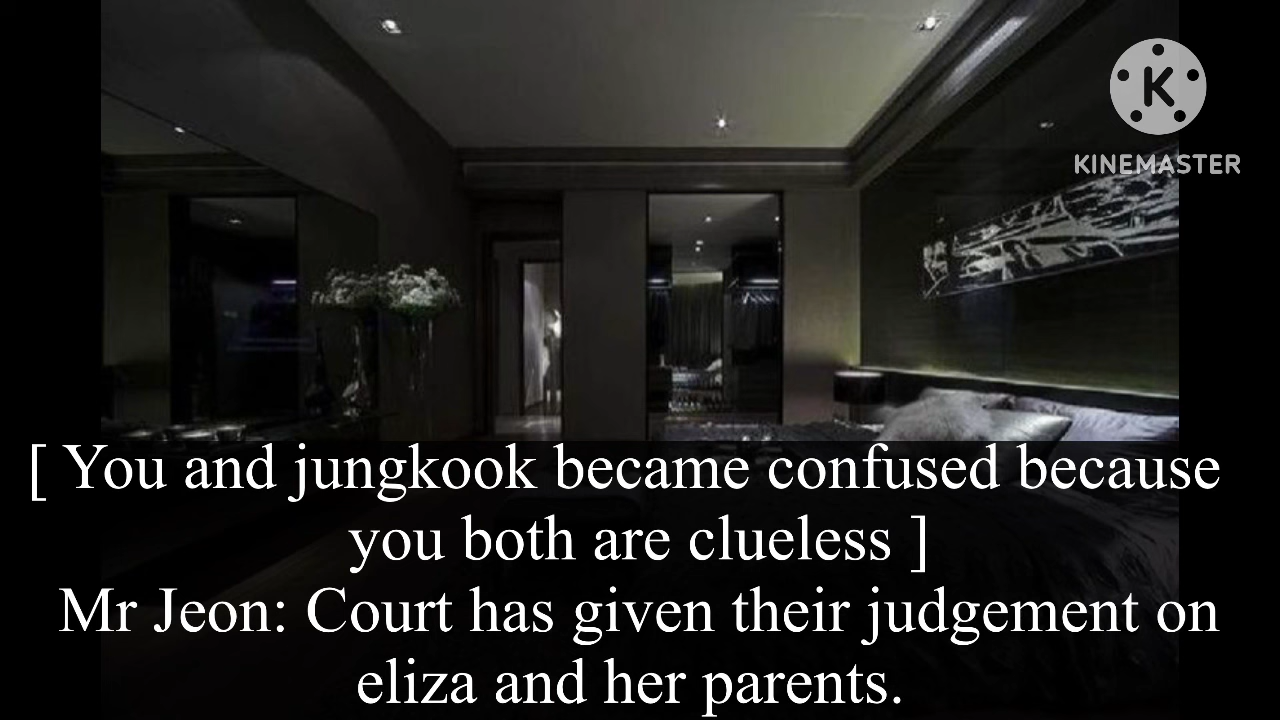 K
KINEMASTER
[ You and jungkook became confused because
you both are clueless ]
Mr Jeon: Court has given their judgement on
eliza and her parents.